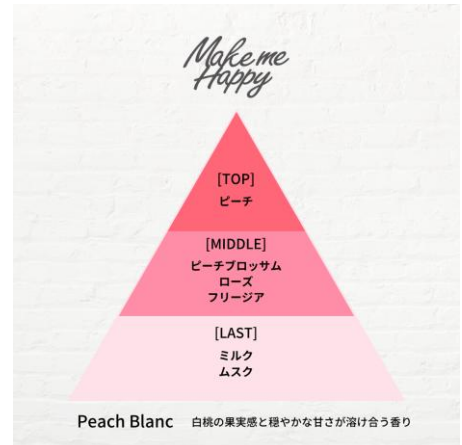 Make me
Happy
[TOP]
ピーチ
[MIDDLE]
ピーチブロッサム
ローズ
フリージア
[LAST]
ミルク
ムスク
Peach Blanc 白桃の果実感と穏やかな甘さが溶け合う香り